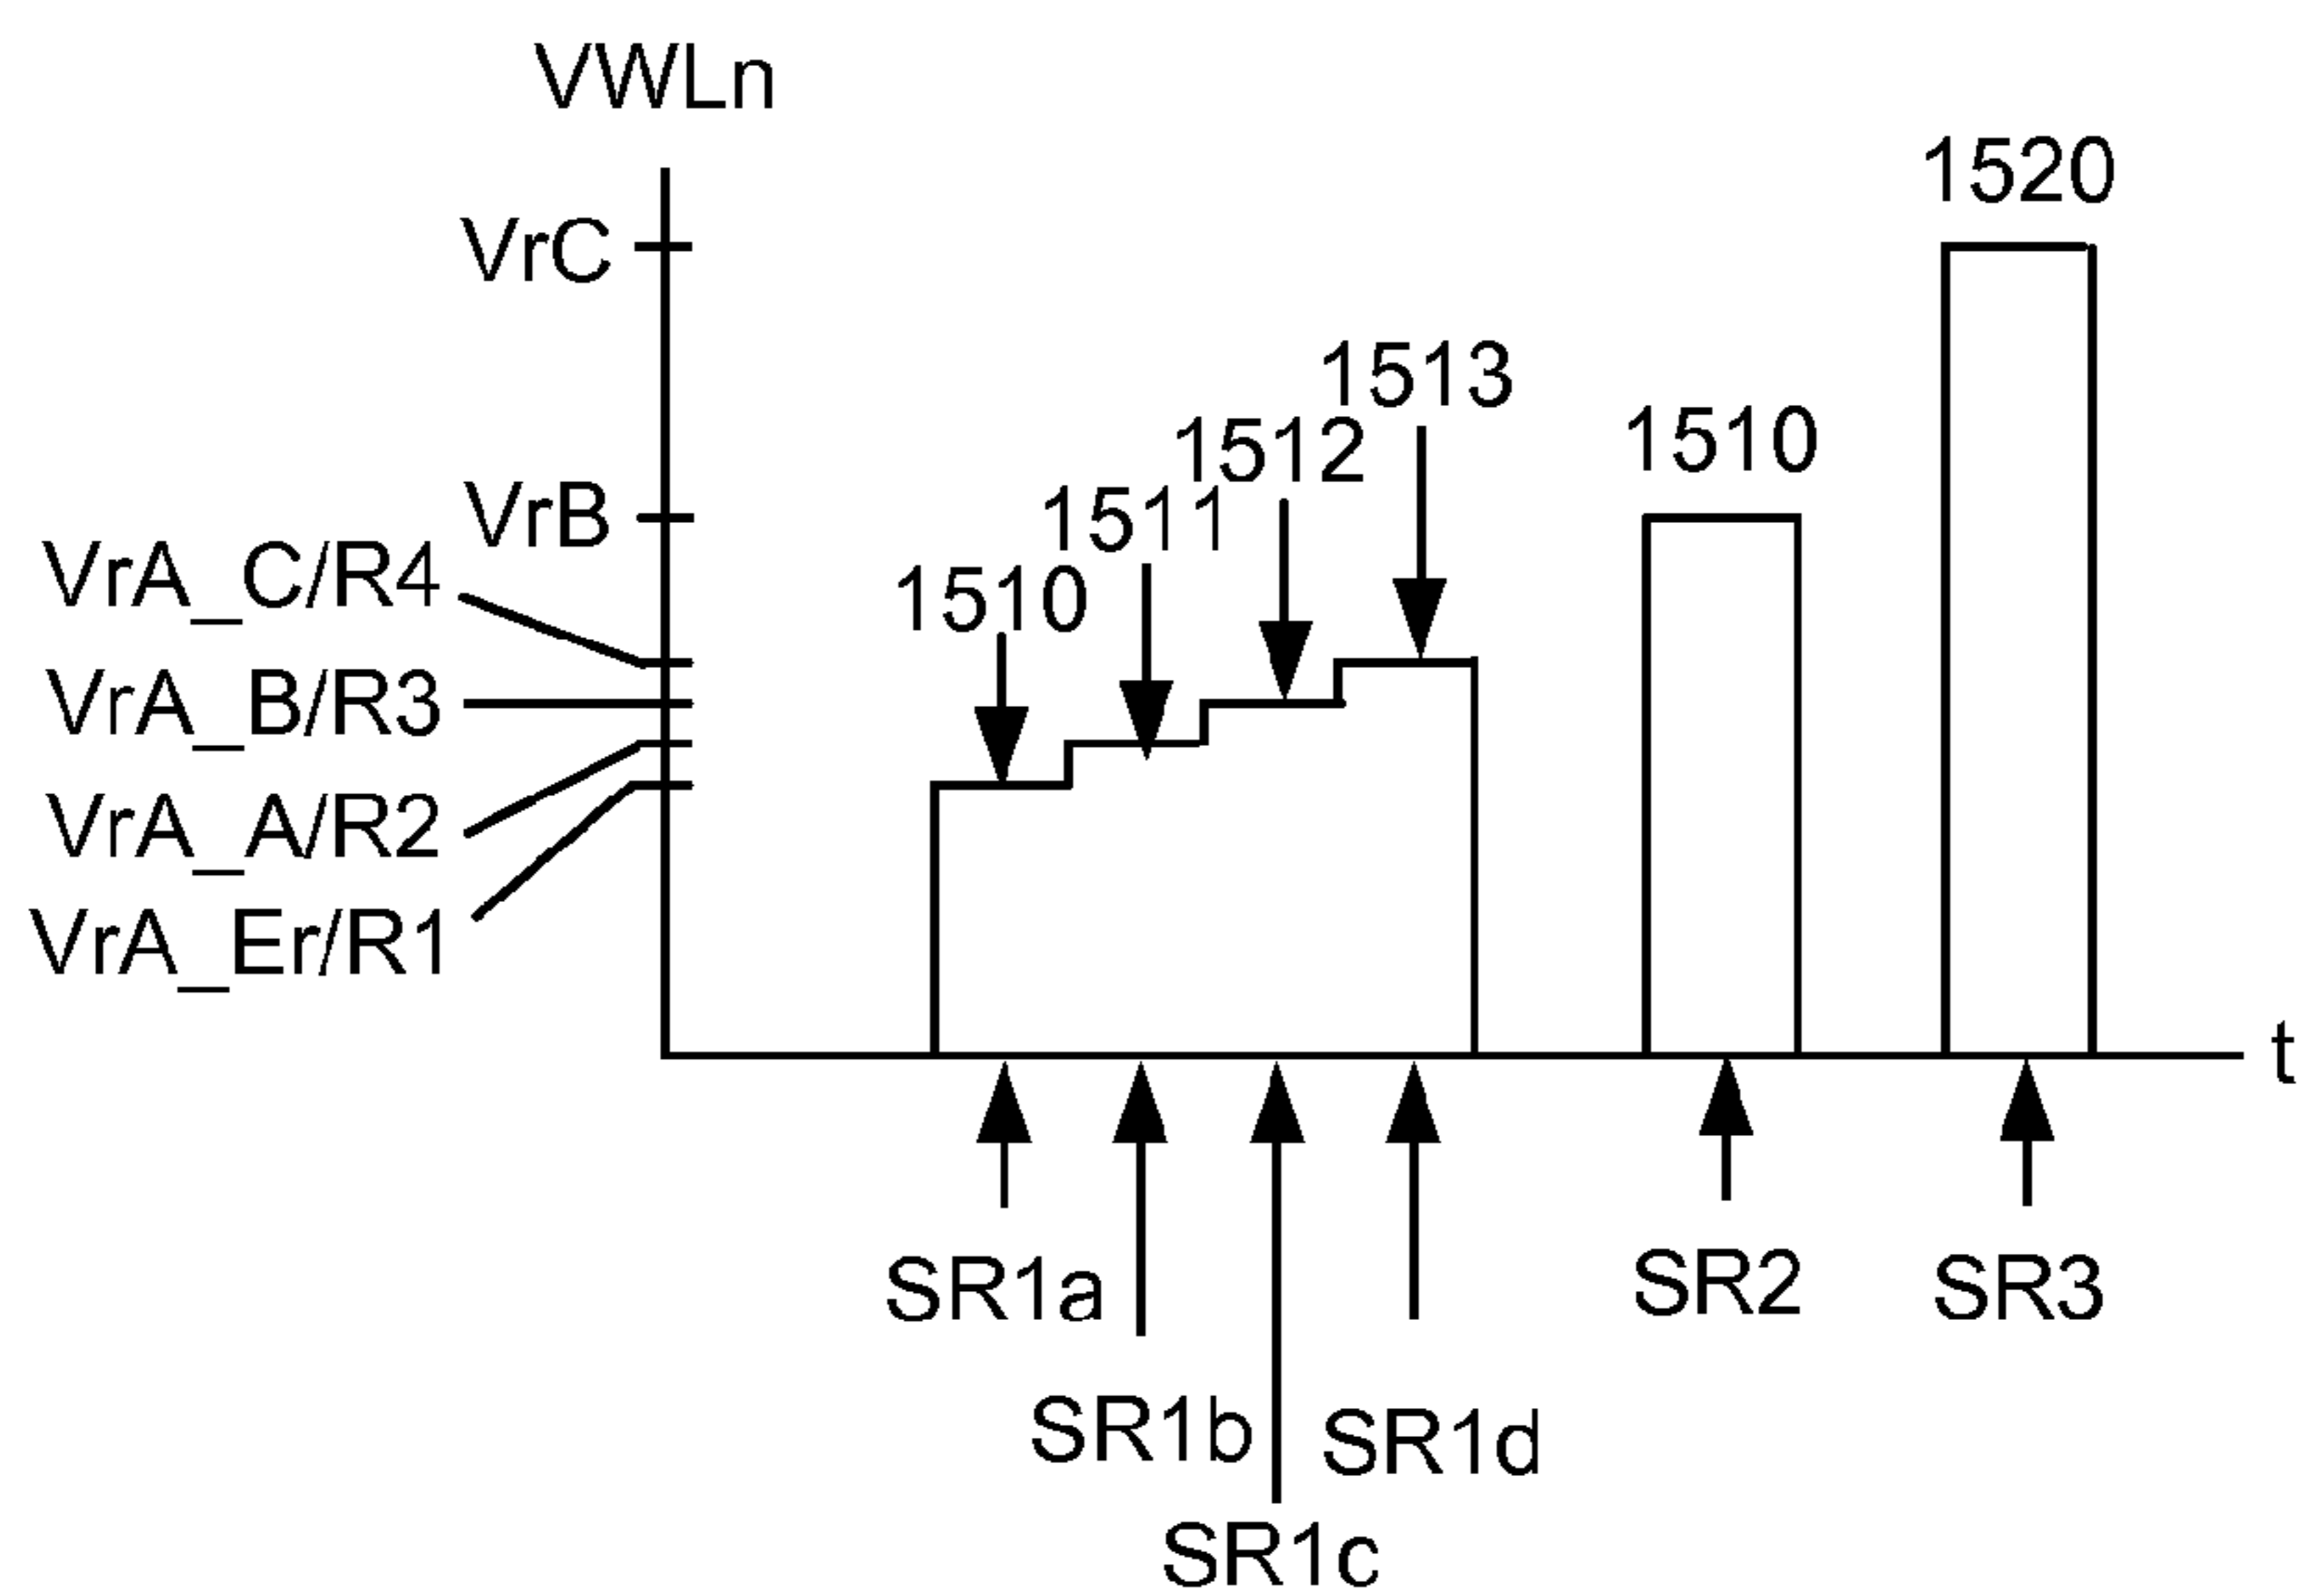 VWLn
1520
VrC
1513
1510
1512
VrB
1511
VrA_C/R4
1510
VrA_B/R3
VrA_A/R2
VrA_Er/R1
t
SR1a
SR2
SR3
SR1b
SR1d
SR1c